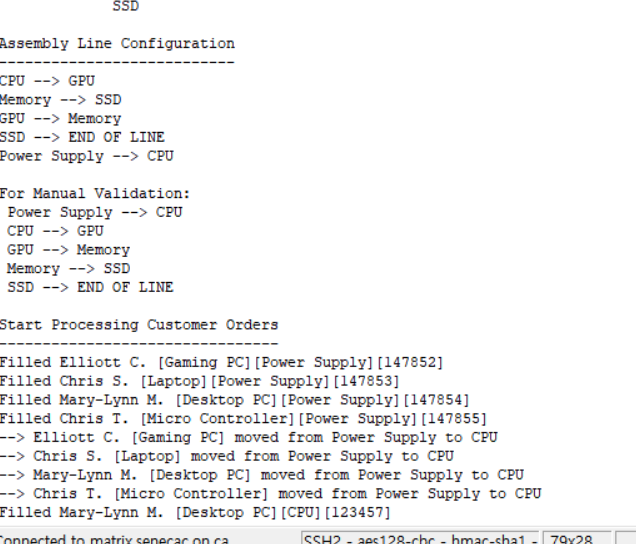 SSD
Assembly Line Configuration
---------------------------
CPU --> GPU
Memory --> SSD
GPU --> Memory
SSD --> END OF LINE
Power Supply --> CPU
For Manual Validation:
Power Supply --> CPU
CPU --> GPU
GPU --> Memory
Memory --> SSD
SSD --> END OF LINE
Start Processing Customer Orders
--------------------------------
Filled Elliott C. [Gaming PC][Power Supply][147852]
Filled Chris S. [Laptop][Power Supply][147853]
Filled Mary-Lynn M. [Desktop PC][Power Supply][147854]
Filled Chris T. [Micro Controller][Power Supply][147855]
--> Elliott C. [Gaming PC] moved from Power Supply to CPU
--> Chris S. [Laptop] moved from Power Supply to CPU
--> Mary-Lynn M. [Desktop PC] moved from Power Supply to CPU
--> Chris T. [Micro Controller] moved from Power Supply to CPU
Filled Mary-Lynn M. [Desktop PC][CPU][123457]
Connected to matrix.senecac.on.ca SSH2 - aes128-cbc - hmac-sha1 - 79x28